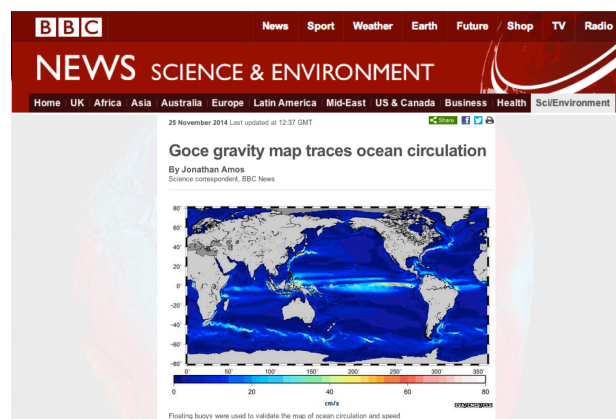 BBC
News Sport Weather Earth Future Shop TV Radio
NEWS SCIENCE & ENVIRONMENT
Home UK Africa Asia Australia Europe Latin America Mid-East US & Canada Business Health Sci/Environment
25 November 2014 Last updated at 12:37 GMT
Share
Goce gravity map traces ocean circulation
By Jonathan Amos
Science correspondent, BBC News
80˚
60˚
40˚
20˚
0˚
−20˚
−40˚
−60˚
−80˚
0˚ 50˚ 100˚ 150˚ 200˚ 250˚ 300˚ 350˚
0 20 40 60 80
cm/s
ESA/CNES/CLS
Floating buoys were used to validate the map of ocean circulation and speed